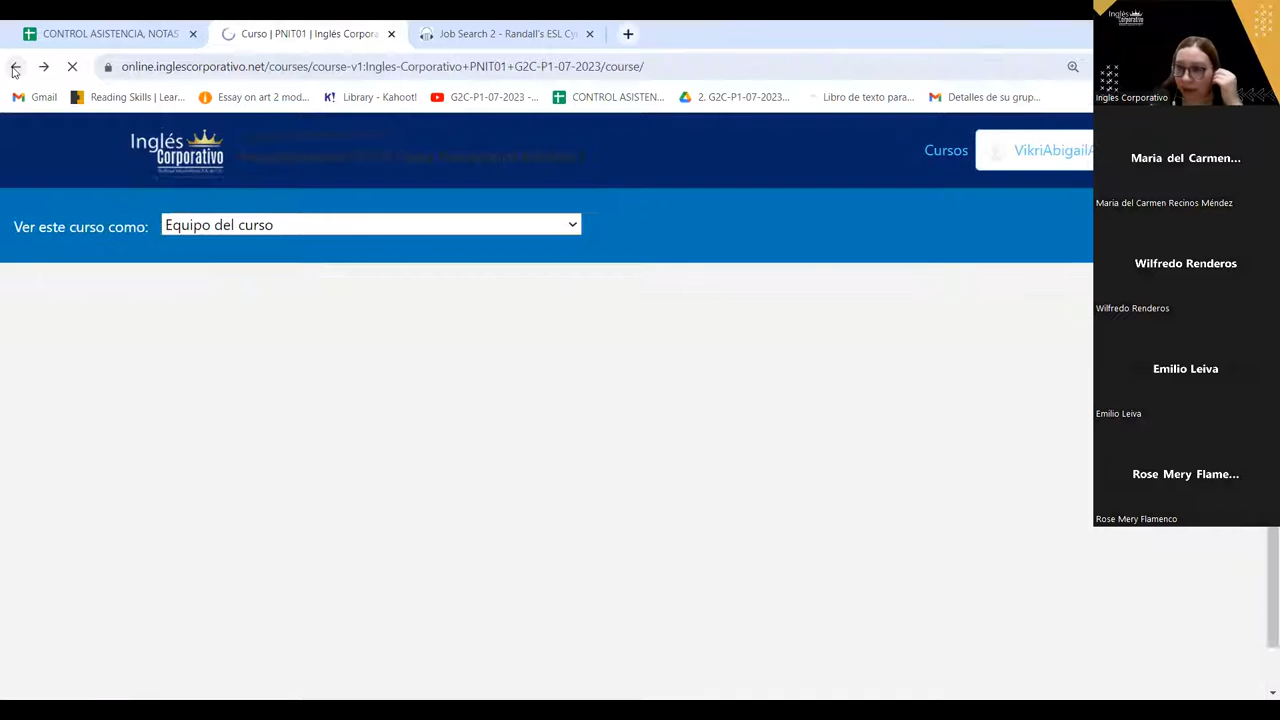 CONTROL ASISTENCIA, NOTAS
Curso | PNIT01 | Inglés Corpora
Job Search 2 - Randall's ESL Cy
online.inglescorporativo.net/courses/course-v1:Ingles-Corporativo+PNIT01+G2C-P1-07-2023/course/
Gmail
Reading Skills | Lear...
Essay on art 2 mod...
Library - Kahoot!
G2C-P1-07-2023 -...
CONTROL ASISTEN...
2. G2C-P1-07-2023...
Libro de texto para...
Detalles de su grup...
Inglés
Corporativo
Cursos
VikriAbigail
Ver este curso como:
Equipo del curso
Inglés
Corporativo
Ingles Corporativo
Maria del Carmen...
Maria del Carmen Recinos Méndez
Wilfredo Renderos
Wilfredo Renderos
Emilio Leiva
Emilio Leiva
Rose Mery Flame...
Rose Mery Flamenco